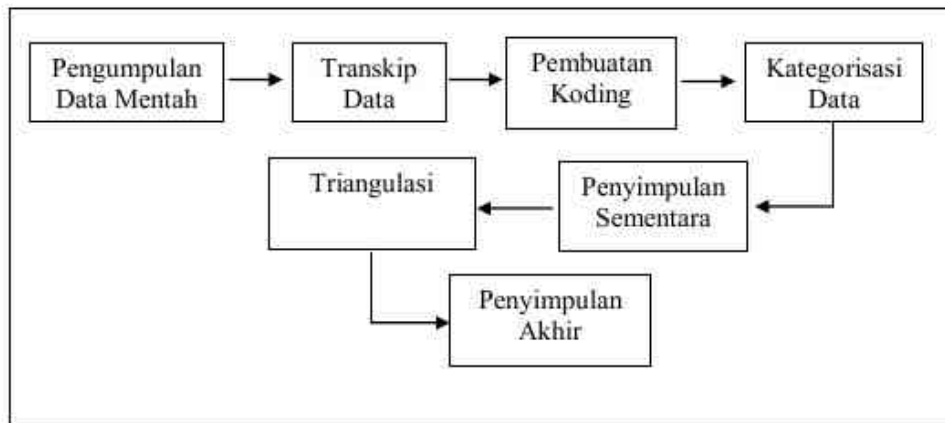 Pengumpulan
Data Mentah
Transkip
Data
Pembuatan
Koding
Kategorisasi
Data
Penyimpulan
Sementara
Triangulasi
Penyimpulan
Akhir